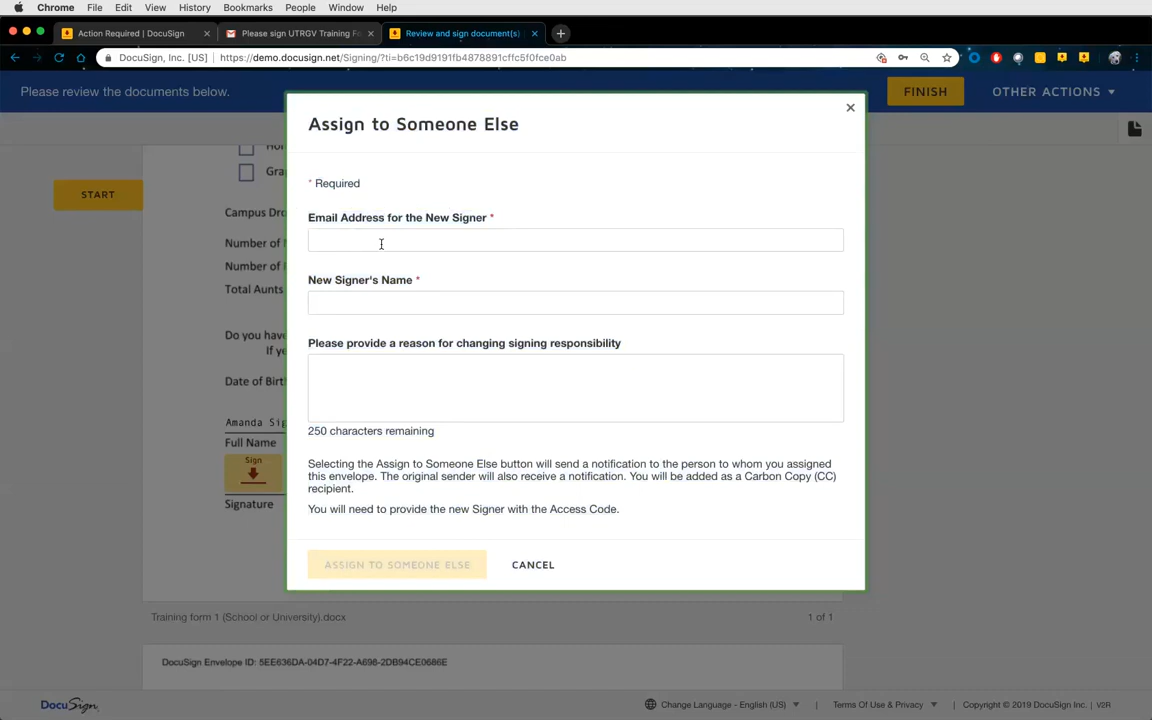 Chrome File Edit View History Bookmarks People Window Help
Action Required | DocuSign × Please sign UTRGV Training Fo × Review and sign document(s) × +
DocuSign, Inc. [US] | https://demo.docusign.net/Signing/?ti=b6c19d9191fb4878891cffc5f0fce0ab
Please review the documents below. FINISH OTHER ACTIONS
Assign to Someone Else ×
* Required
Email Address for the New Signer *
New Signer's Name *
Please provide a reason for changing signing responsibility
250 characters remaining
Selecting the Assign to Someone Else button will send a notification to the person to whom you assigned
this envelope. The original sender will also receive a notification. You will be added as a Carbon Copy (CC)
recipient.
You will need to provide the new Signer with the Access Code.
ASSIGN TO SOMEONE ELSE CANCEL
START
Gra
Campus Dro
Number of
Number of
Total Aunts
Do you have
If ye
Date of Birt
Amanda Sig
Full Name
Sign
Signature
Training form 1 (School or University).docx 1 of 1
DocuSign Envelope ID: 5EE636DA-04D7-4F22-A698-2DB94CE0686E
DocuSign Change Language - English (US) | Terms Of Use & Privacy | Copyright © 2019 DocuSign Inc. | V2R